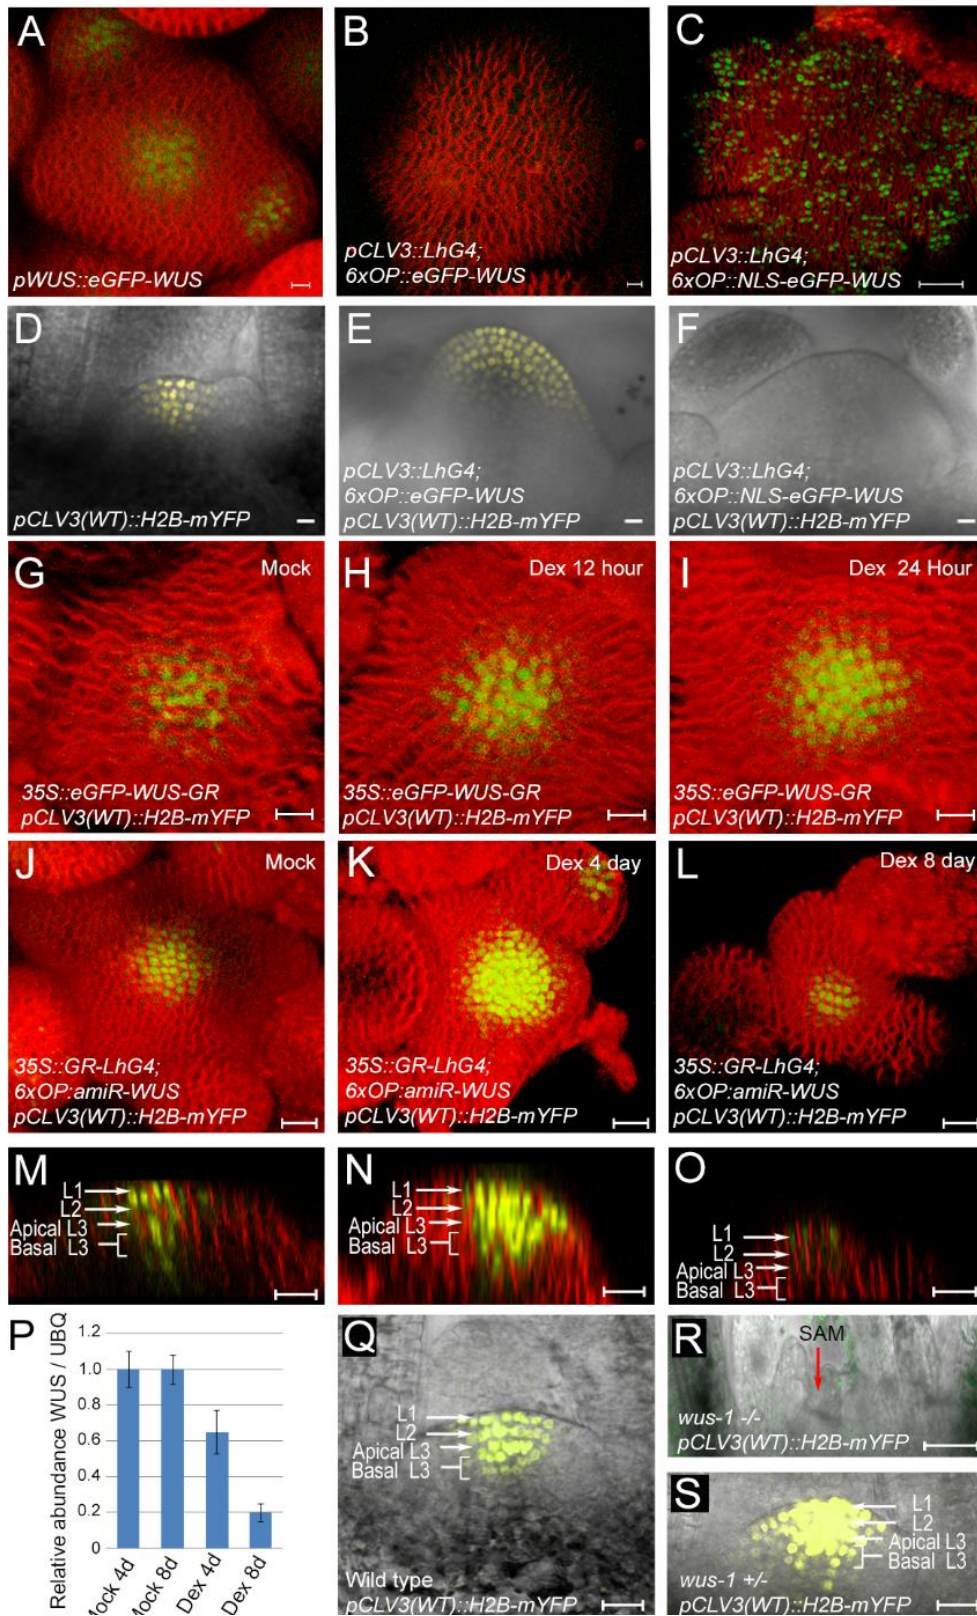 A
pWUS::eGFP-WUS
B
pCLV3::LhG4;
6xOP::eGFP-WUS
C
pCLV3::LhG4;
6xOP::NLS-eGFP-WUS
D
pCLV3(WT)::H2B-mYFP
E
pCLV3::LhG4;
6xOP::eGFP-WUS
pCLV3(WT)::H2B-mYFP
F
pCLV3::LhG4;
6xOP::NLS-eGFP-WUS
pCLV3(WT)::H2B-mYFP
G
Mock
35S::eGFP-WUS-GR
pCLV3(WT)::H2B-mYFP
H
Dex 12 hour
35S::eGFP-WUS-GR
pCLV3(WT)::H2B-mYFP
I
Dex 24 Hour
35S::eGFP-WUS-GR
pCLV3(WT)::H2B-mYFP
J
Mock
35S::GR-LhG4;
6xOP:amiR-WUS
pCLV3(WT)::H2B-mYFP
K
Dex 4 day
35S::GR-LhG4;
6xOP:amiR-WUS
pCLV3(WT)::H2B-mYFP
L
Dex 8 day
35S::GR-LhG4;
6xOP:amiR-WUS
pCLV3(WT)::H2B-mYFP
M
L1
L2
Apical L3
Basal L3
N
L1
L2
Apical L3
Basal L3
O
L1
L2
Apical L3
Basal L3
P
Relative abundance WUS / UBQ
1.2
1.0
0.8
0.6
0.4
0.2
0
Mock 4d
Mock 8d
Dex 4d
Dex 8d
Q
L1
L2
Apical L3
Basal L3
Wild type
pCLV3(WT)::H2B-mYFP
R
SAM
wus-1 -/-
pCLV3(WT)::H2B-mYFP
S
L1
L2
Apical L3
Basal L3
wus-1 +/-
pCLV3(WT)::H2B-mYFP